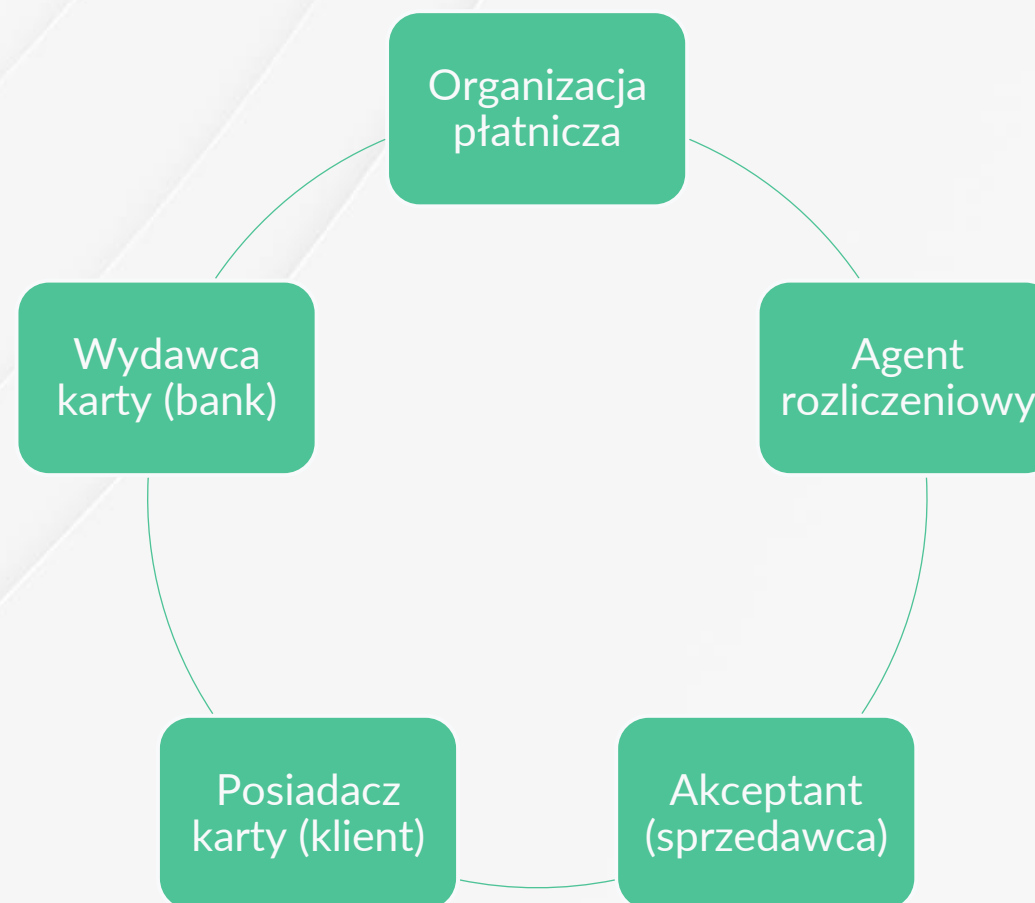 Organizacja
płatnicza
Wydawca
karty (bank)
Agent
rozliczeniowy
Posiadacz
karty (klient)
Akceptant
(sprzedawca)